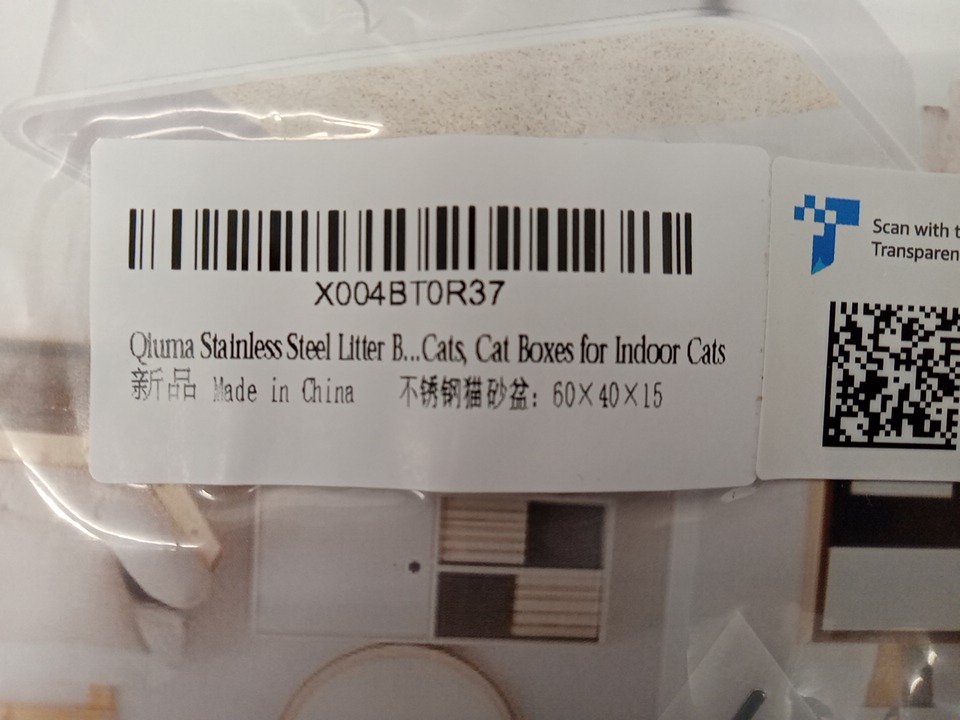 X004BT0R37
Qiuma Stainless Steel Litter B...Cats, Cat Boxes for Indoor Cats
新品 Made in China 不锈钢猫砂盆: 60×40×15
Scan with t
Transparen